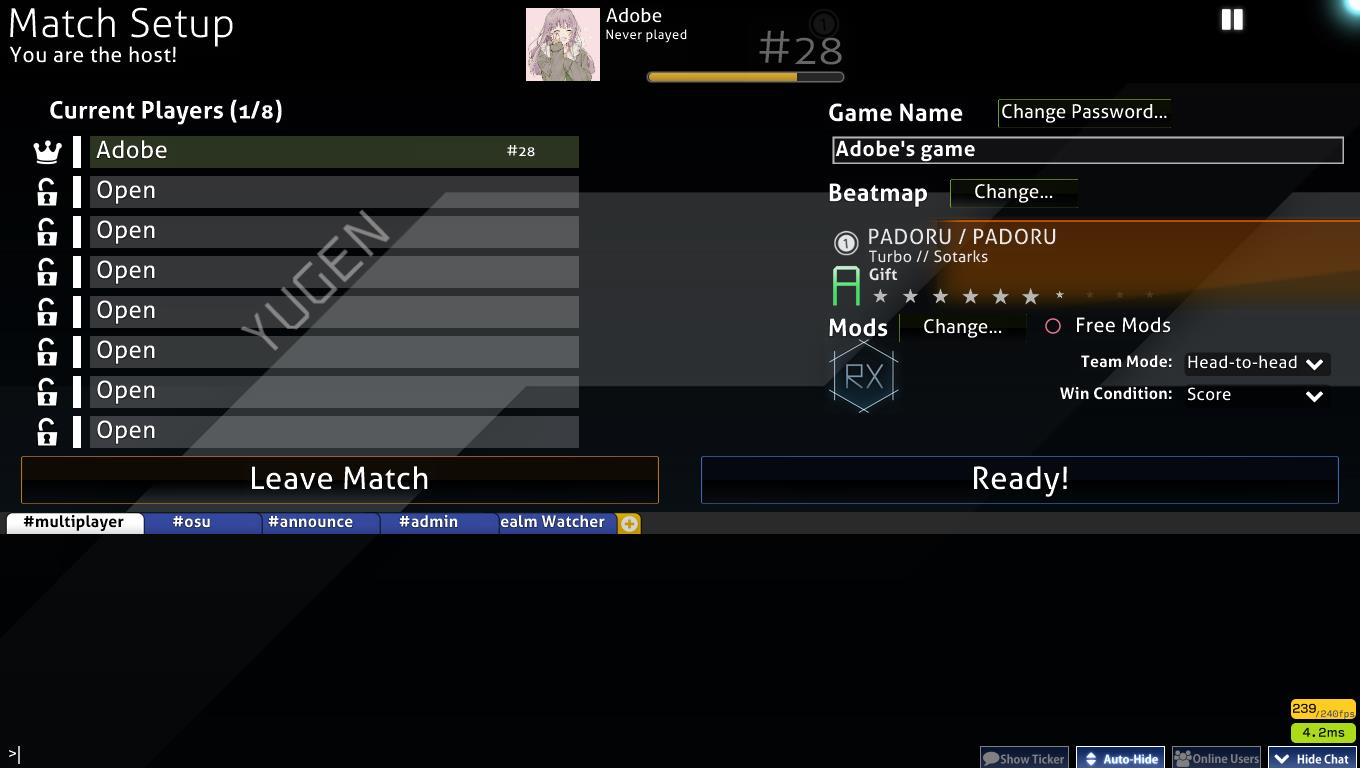 Match Setup
You are the host!
Adobe
Never played
#28
Current Players (1/8)
Adobe #28
Open
Open
Open
Open
Open
Open
Open
YUGEN
Game Name Change Password...
Adobe's game
Beatmap Change...
1
PADORU / PADORU
Turbo // Sotarks
A
Gift
Mods Change... Free Mods
RX
Team Mode: Head-to-head
Win Condition: Score
Leave Match Ready!
#multiplayer #osu #announce #admin ealm Watcher
239/240fps
4.2ms
>|
Show Ticker Auto-Hide Online Users Hide Chat